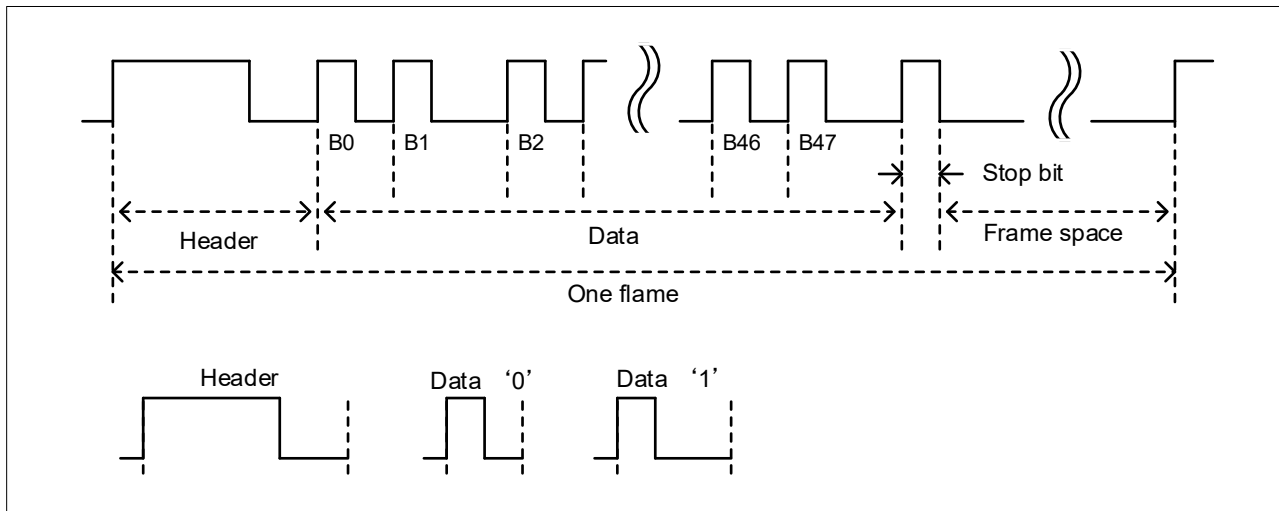 B0 B1 B2 B46 B47
Stop bit
Header Data Frame space
One flame
Header Data ‘0’ Data ‘1’